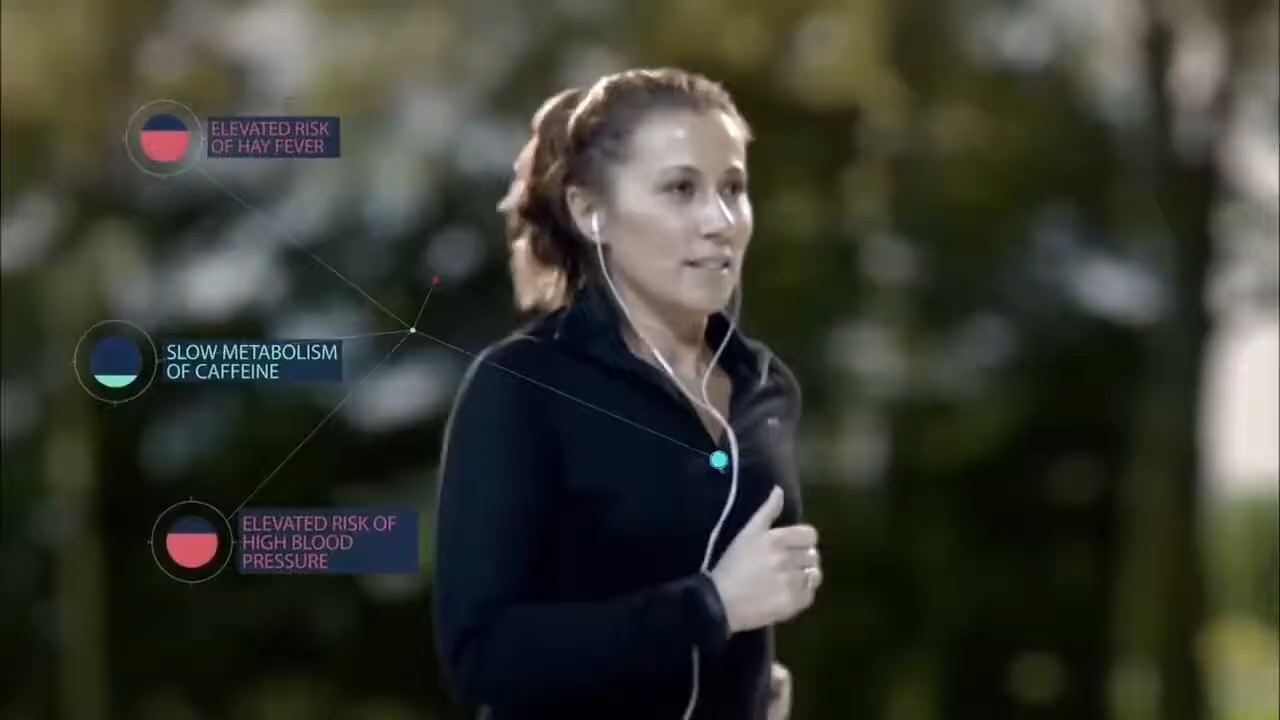 ELEVATED RISK
OF HAY FEVER
SLOW METABOLISM
OF CAFFEINE
ELEVATED RISK OF
HIGH BLOOD
PRESSURE